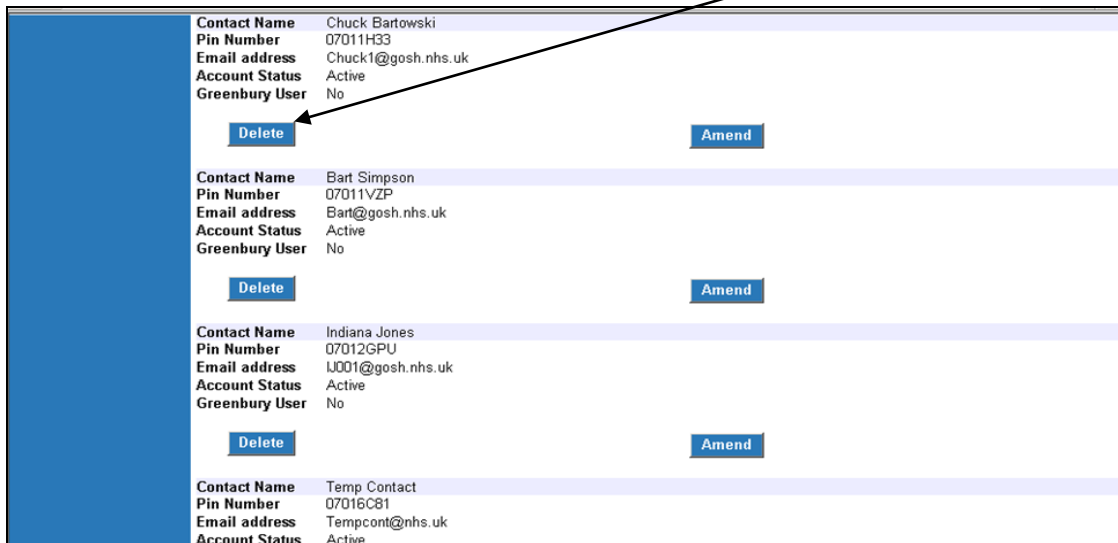 Contact Name Chuck Bartowski
Pin Number 07011H33
Email address Chuck1@gosh.nhs.uk
Account Status Active
Greenbury User No
Delete Amend
Contact Name Bart Simpson
Pin Number 07011VZP
Email address Bart@gosh.nhs.uk
Account Status Active
Greenbury User No
Delete Amend
Contact Name Indiana Jones
Pin Number 07012GPU
Email address IJ001@gosh.nhs.uk
Account Status Active
Greenbury User No
Delete Amend
Contact Name Temp Contact
Pin Number 07016C81
Email address Tempcont@nhs.uk
Account Status Active